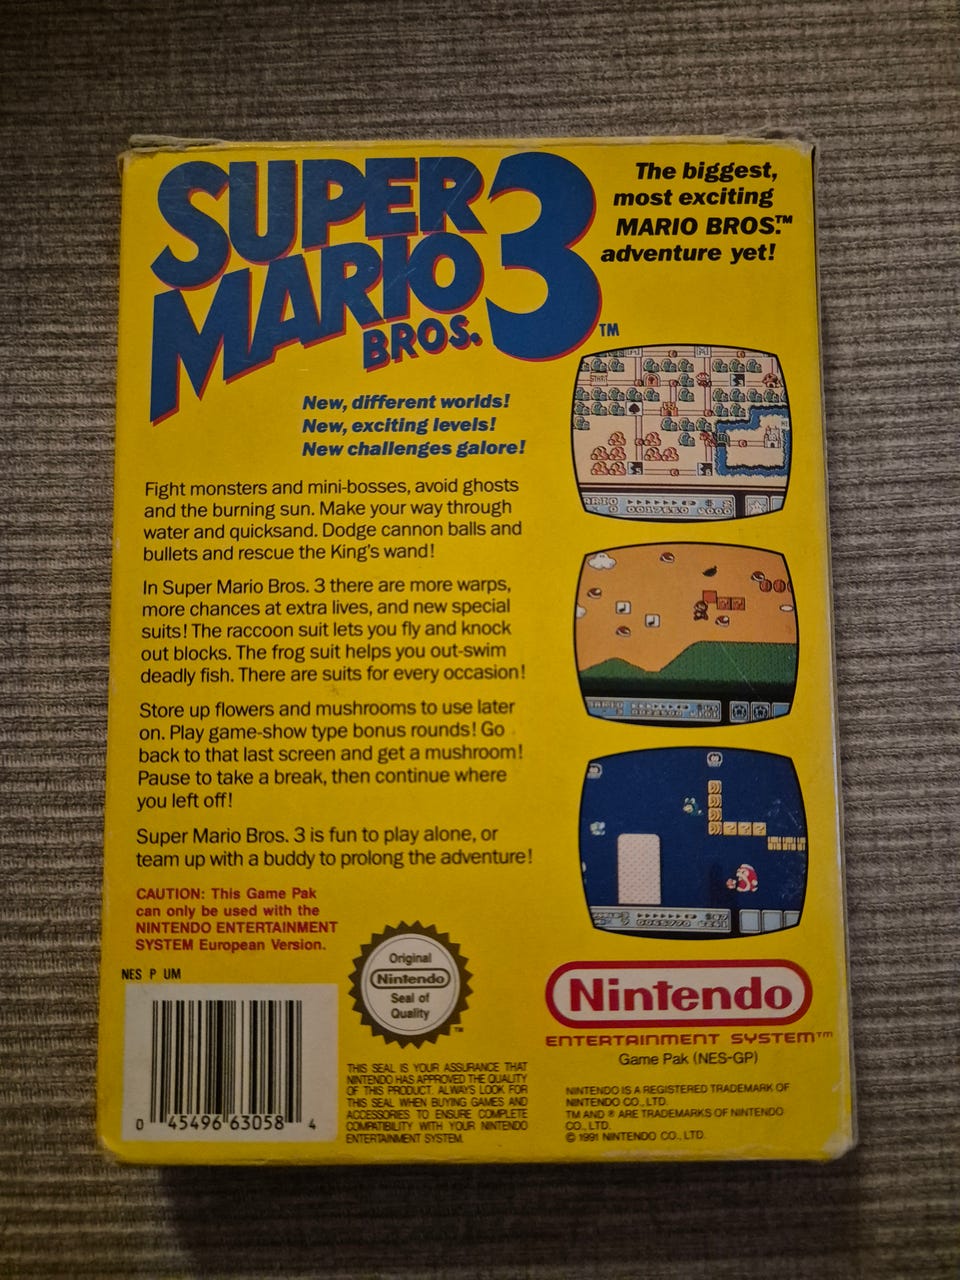 SUPER
MARIO
BROS. 3 ™
The biggest,
most exciting
MARIO BROS.™
adventure yet!
New, different worlds!
New, exciting levels!
New challenges galore!
Fight monsters and mini-bosses, avoid ghosts
and the burning sun. Make your way through
water and quicksand. Dodge cannon balls and
bullets and rescue the King's wand!
In Super Mario Bros. 3 there are more warps,
more chances at extra lives, and new special
suits! The raccoon suit lets you fly and knock
out blocks. The frog suit helps you out-swim
deadly fish. There are suits for every occasion!
Store up flowers and mushrooms to use later
on. Play game-show type bonus rounds! Go
back to that last screen and get a mushroom!
Pause to take a break, then continue where
you left off!
Super Mario Bros. 3 is fun to play alone, or
team up with a buddy to prolong the adventure!
CAUTION: This Game Pak
can only be used with the
NINTENDO ENTERTAINMENT
SYSTEM European Version.
NES P UM
0 45496 63058 4
Original
Nintendo
Seal of
Quality
™
THIS SEAL IS YOUR ASSURANCE THAT
NINTENDO HAS APPROVED THE QUALITY
OF THIS PRODUCT. ALWAYS LOOK FOR
THIS SEAL WHEN BUYING GAMES AND
ACCESSORIES TO ENSURE COMPLETE
COMPATIBILITY WITH YOUR NINTENDO
ENTERTAINMENT SYSTEM.
Nintendo
ENTERTAINMENT SYSTEM™
Game Pak (NES-GP)
NINTENDO IS A REGISTERED TRADEMARK OF
NINTENDO CO., LTD.
TM AND ® ARE TRADEMARKS OF NINTENDO
CO., LTD.
© 1991 NINTENDO CO., LTD.